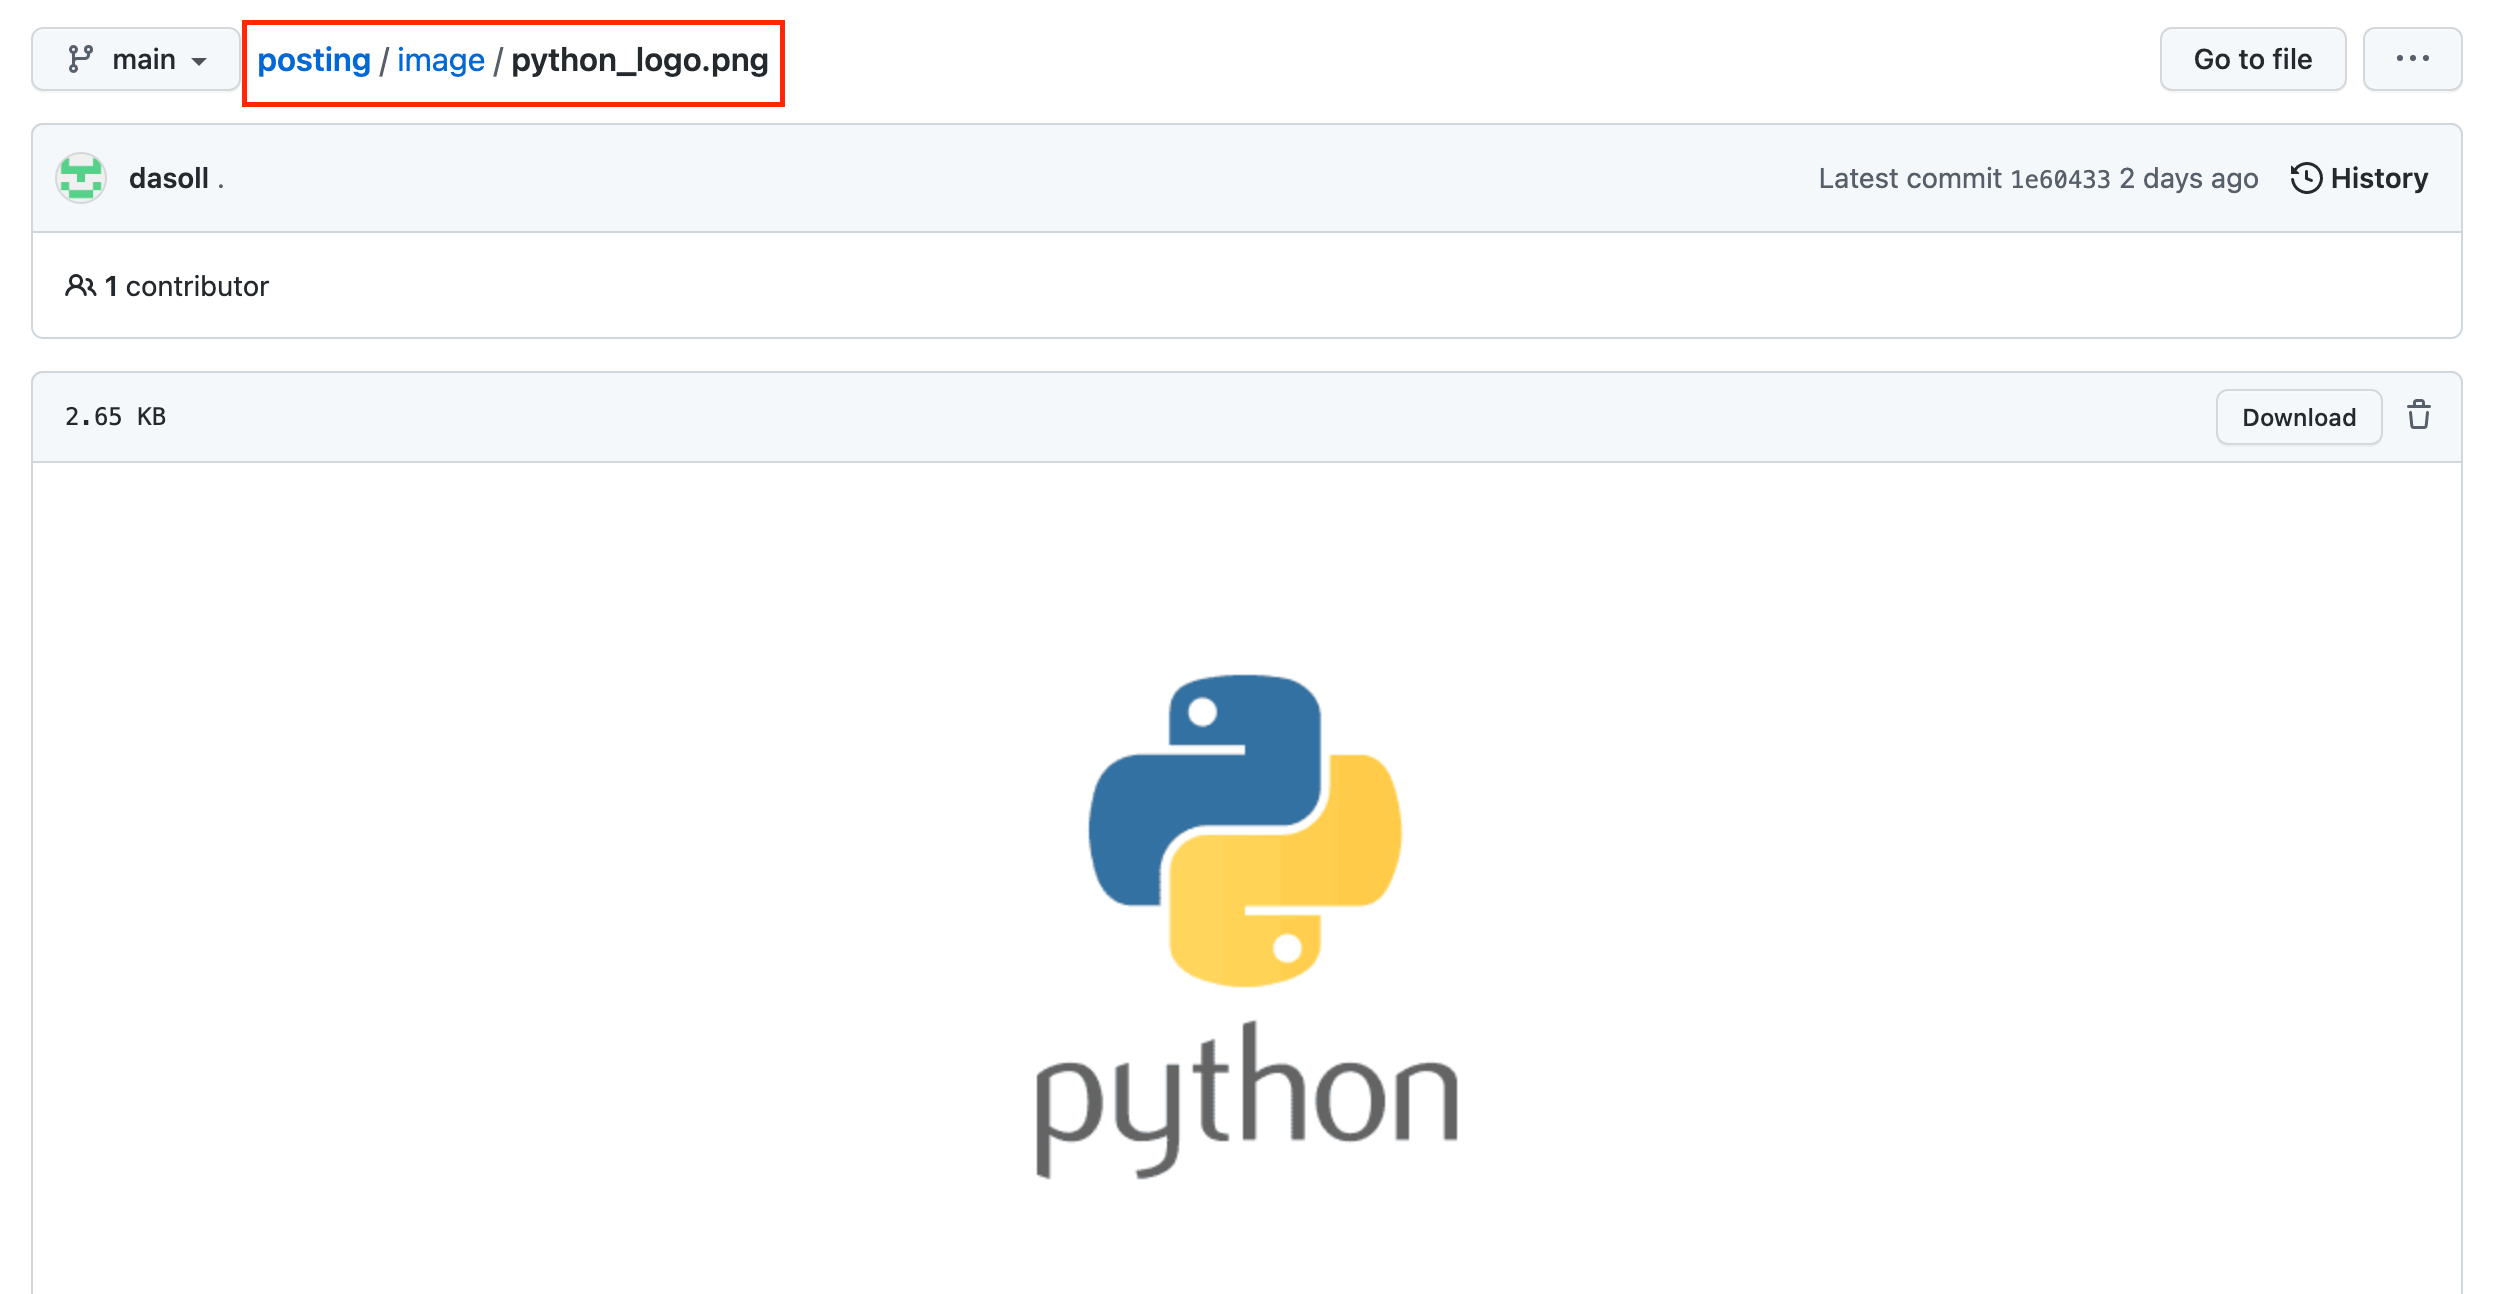 main posting / image / python_logo.png Go to file ...
dasoll . Latest commit 1e60433 2 days ago History
1 contributor
2.65 KB Download
python